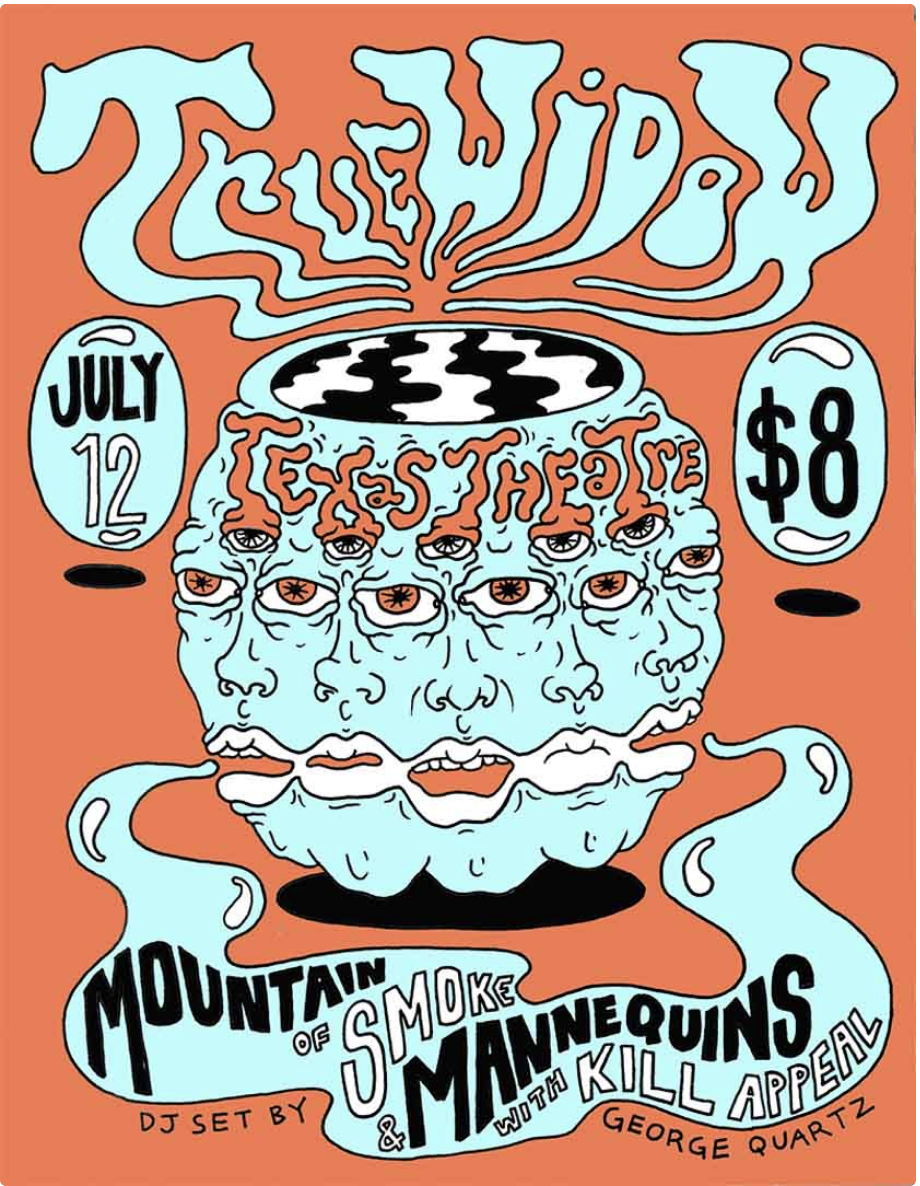 TrUE WiDOW
JULY
12
$8
TEXaS THEaTre
MOUNTAIN
OF SMOKE
& MANNEQUINS
WITH KILL APPEAL
DJ SET BY GEORGE QUARTZ